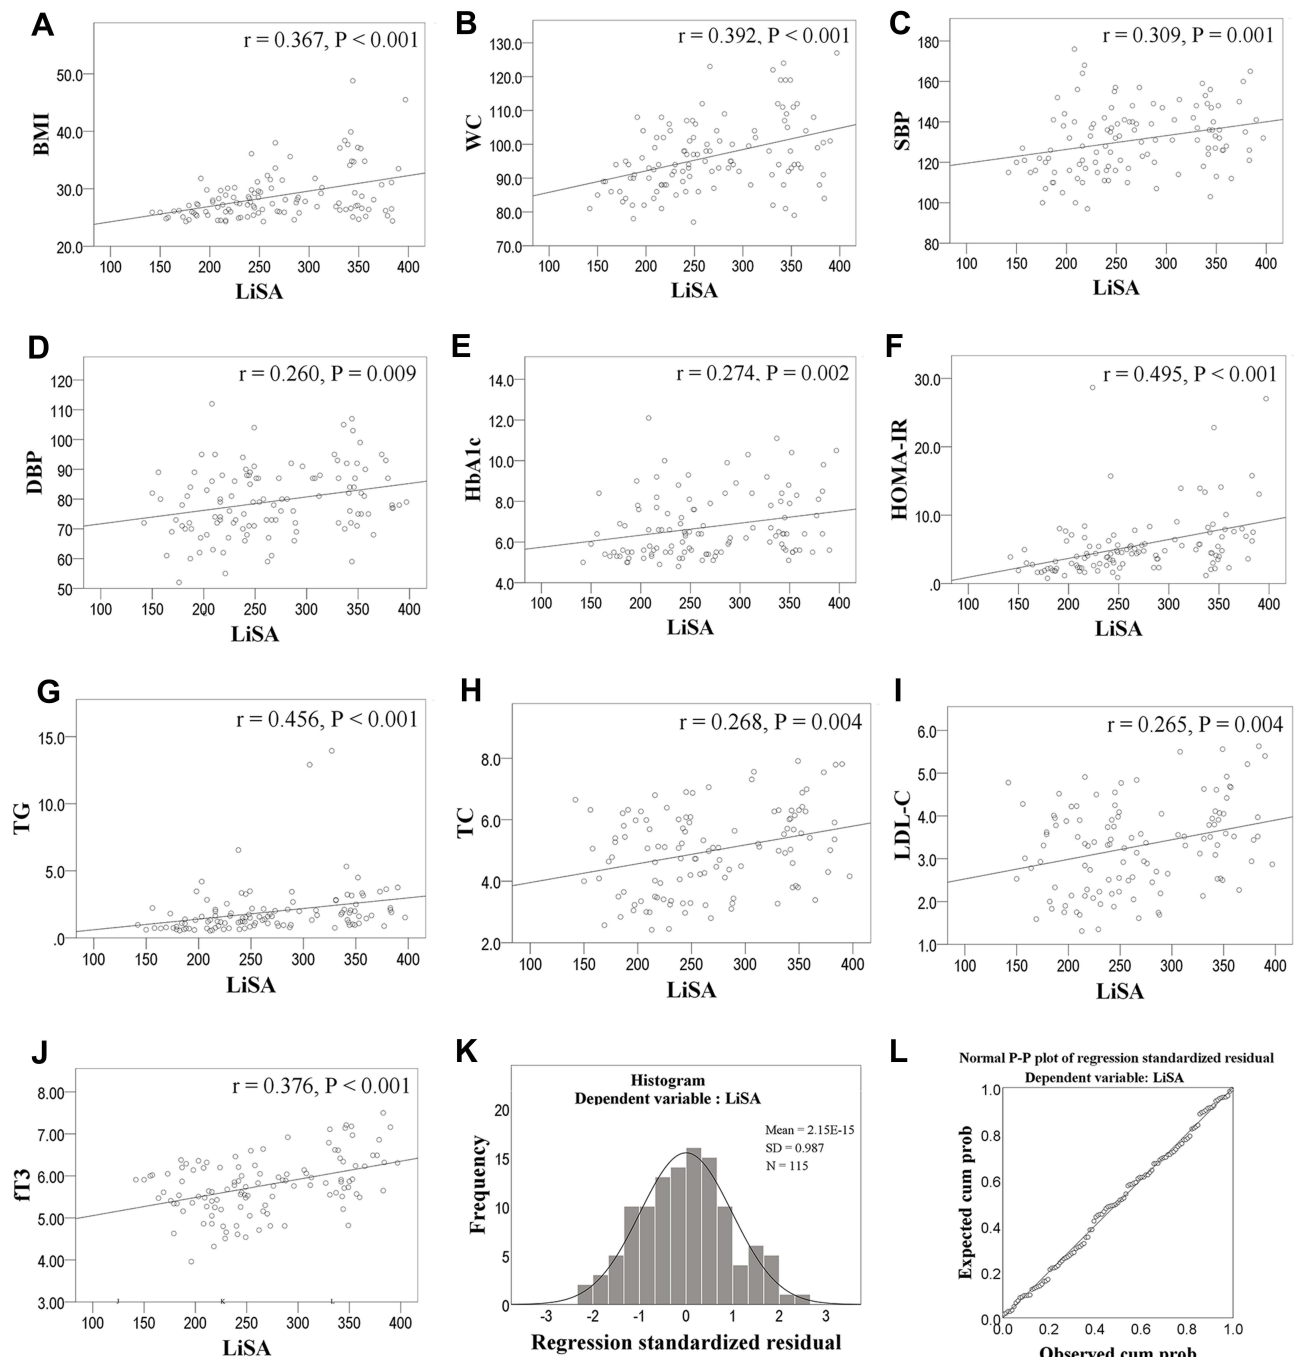 A
r = 0.367, P < 0.001
BMI
50.0
40.0
30.0
20.0
100 150 200 250 300 350 400
LiSA
B
r = 0.392, P < 0.001
WC
130.0
120.0
110.0
100.0
90.0
80.0
70.0
100 150 200 250 300 350 400
LiSA
C
r = 0.309, P = 0.001
SBP
180
160
140
120
100
80
100 150 200 250 300 350 400
LiSA
D
r = 0.260, P = 0.009
DBP
120
110
100
90
80
70
60
50
100 150 200 250 300 350 400
LiSA
E
r = 0.274, P = 0.002
HbA1c
14.0
12.0
10.0
8.0
6.0
4.0
100 150 200 250 300 350 400
LiSA
F
r = 0.495, P < 0.001
HOMA-IR
30.0
20.0
10.0
.0
100 150 200 250 300 350 400
LiSA
G
r = 0.456, P < 0.001
TG
15.0
10.0
5.0
.0
100 150 200 250 300 350 400
LiSA
H
r = 0.268, P = 0.004
TC
8.0
6.0
4.0
2.0
100 150 200 250 300 350 400
LiSA
I
r = 0.265, P = 0.004
LDL-C
6.0
5.0
4.0
3.0
2.0
1.0
100 150 200 250 300 350 400
LiSA
J
r = 0.376, P < 0.001
fT3
8.00
7.00
6.00
5.00
4.00
3.00
J K L
100 150 200 250 300 350 400
LiSA
K
Histogram
Dependent variable : LiSA
Mean = 2.15E-15
SD = 0.987
N = 115
Frequency
20
15
10
5
0
-3 -2 -1 0 1 2 3
Regression standardized residual
L
Normal P-P plot of regression standardized residual
Dependent variable: LiSA
Expected cum prob
1.0
0.8
0.6
0.4
0.2
0.0
0.0 0.2 0.4 0.6 0.8 1.0
Observed cum prob